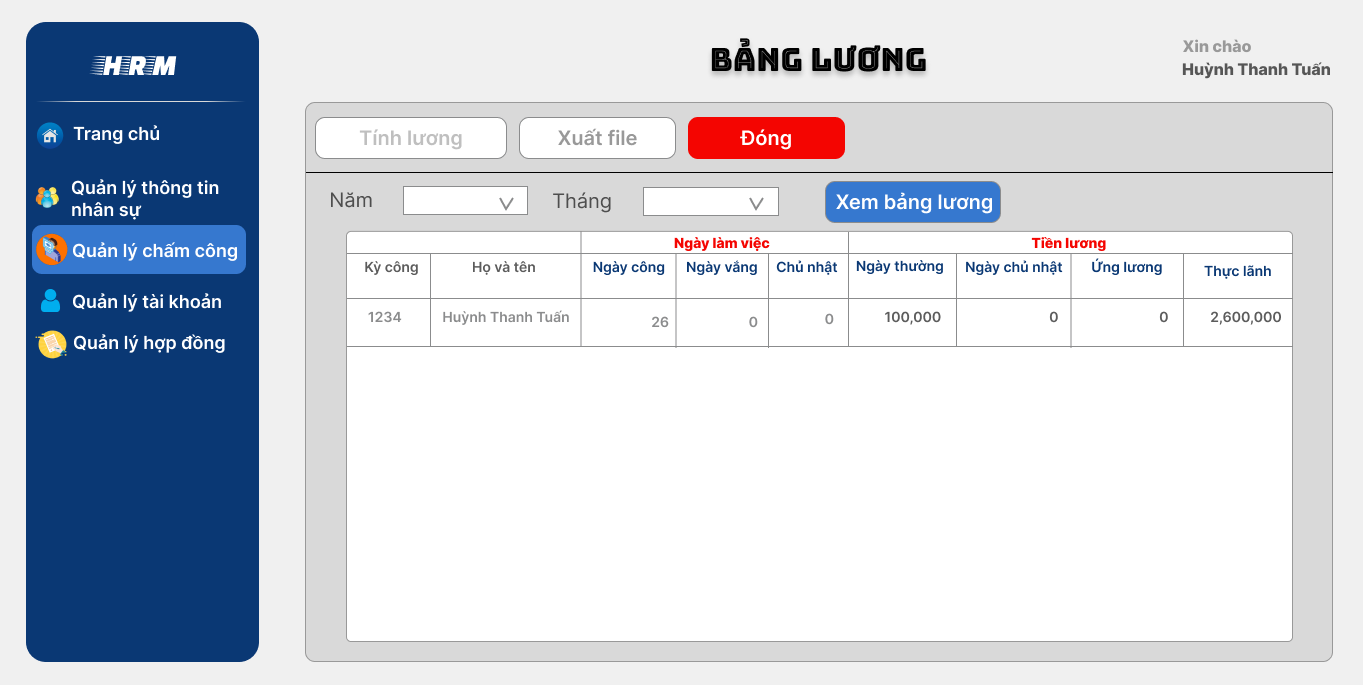 HRM
Trang chủ
Quản lý thông tin
nhân sự
Quản lý chấm công
Quản lý tài khoản
Quản lý hợp đồng
BẢNG LƯƠNG
Xin chào
Huỳnh Thanh Tuấn
Tính lương Xuất file Đóng
Năm Tháng Xem bảng lương
Ngày làm việc Tiền lương
Kỳ công Họ và tên Ngày công Ngày vắng Chủ nhật Ngày thường Ngày chủ nhật Ứng lương Thực lãnh
1234 Huỳnh Thanh Tuấn 26 0 0 100,000 0 0 2,600,000